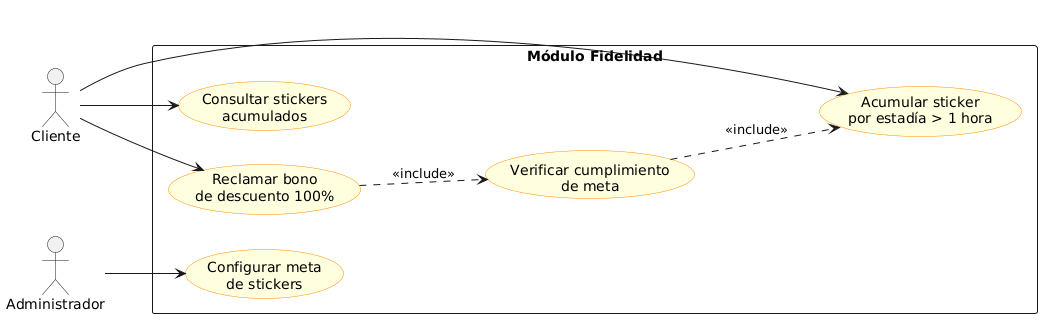 Módulo Fidelidad
Cliente
Consultar stickers
acumulados
Acumular sticker
por estadía > 1 hora
«include»
Reclamar bono
de descuento 100%
«include»
Verificar cumplimiento
de meta
Administrador
Configurar meta
de stickers